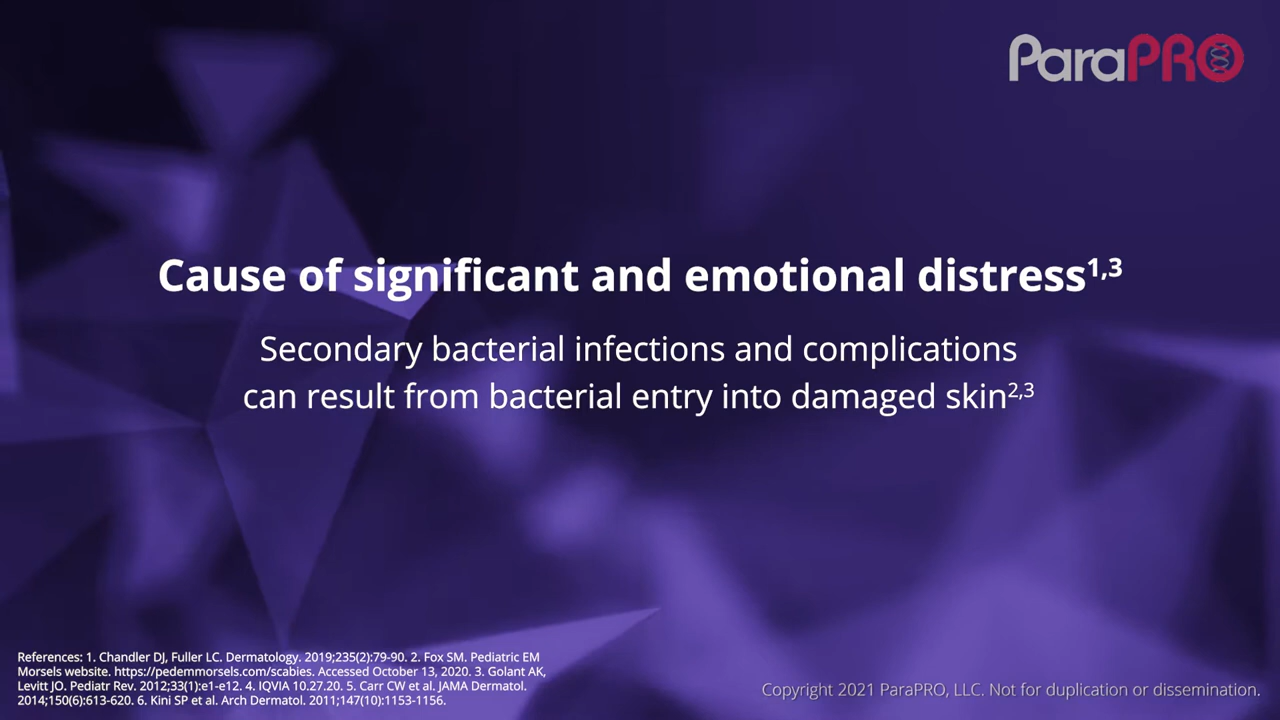 ParaPRO
Cause of significant and emotional distress1,3
Secondary bacterial infections and complications
can result from bacterial entry into damaged skin2,3
References: 1. Chandler DJ, Fuller LC. Dermatology. 2019;235(2):79-90. 2. Fox SM. Pediatric EM
Morsels website. https://pedemmorsels.com/scabies. Accessed October 13, 2020. 3. Golant AK,
Levitt JO. Pediatr Rev. 2012;33(1):e1-e12. 4. IQVIA 10.27.20. 5. Carr CW et al. JAMA Dermatol.
2014;150(6):613-620. 6. Kini SP et al. Arch Dermatol. 2011;147(10):1153-1156.
Copyright 2021 ParaPRO, LLC. Not for duplication or dissemination.